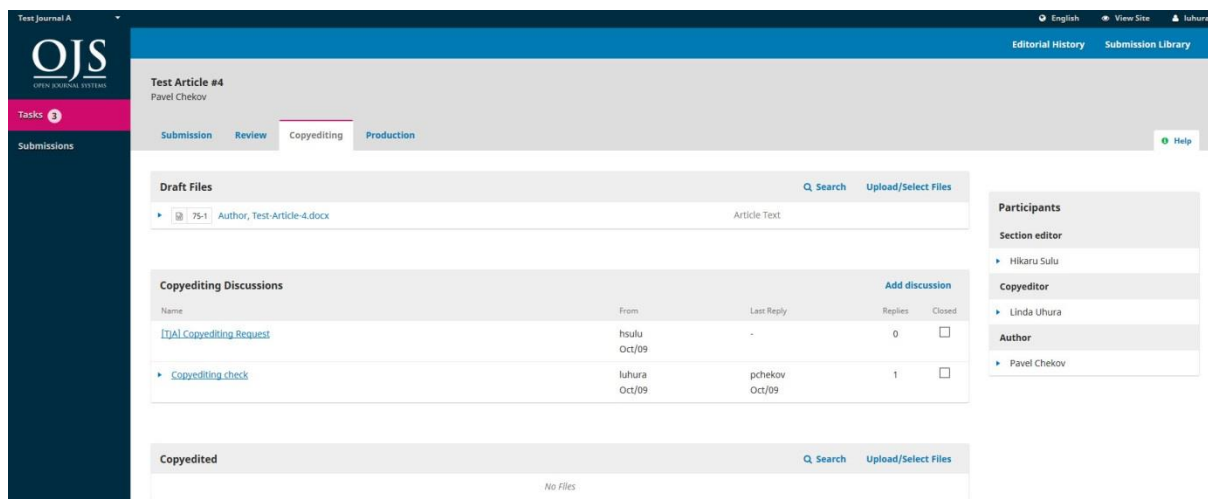 Test Journal A
English View Site luhura
OJS
OPEN JOURNAL SYSTEMS
Tasks 3
Submissions
Editorial History Submission Library
Test Article #4
Pavel Chekov
Submission Review Copyediting Production
Help
Draft Files Search Upload/Select Files
75-1 Author, Test-Article-4.docx Article Text
Copyediting Discussions Add discussion
Name From Last Reply Replies Closed
[TJA] Copyediting Request hsulu - 0
Oct/09
Copyediting check luhura pchekov 1
Oct/09 Oct/09
Copyedited Search Upload/Select Files
No Files
Participants
Section editor
Hikaru Sulu
Copyeditor
Linda Uhura
Author
Pavel Chekov